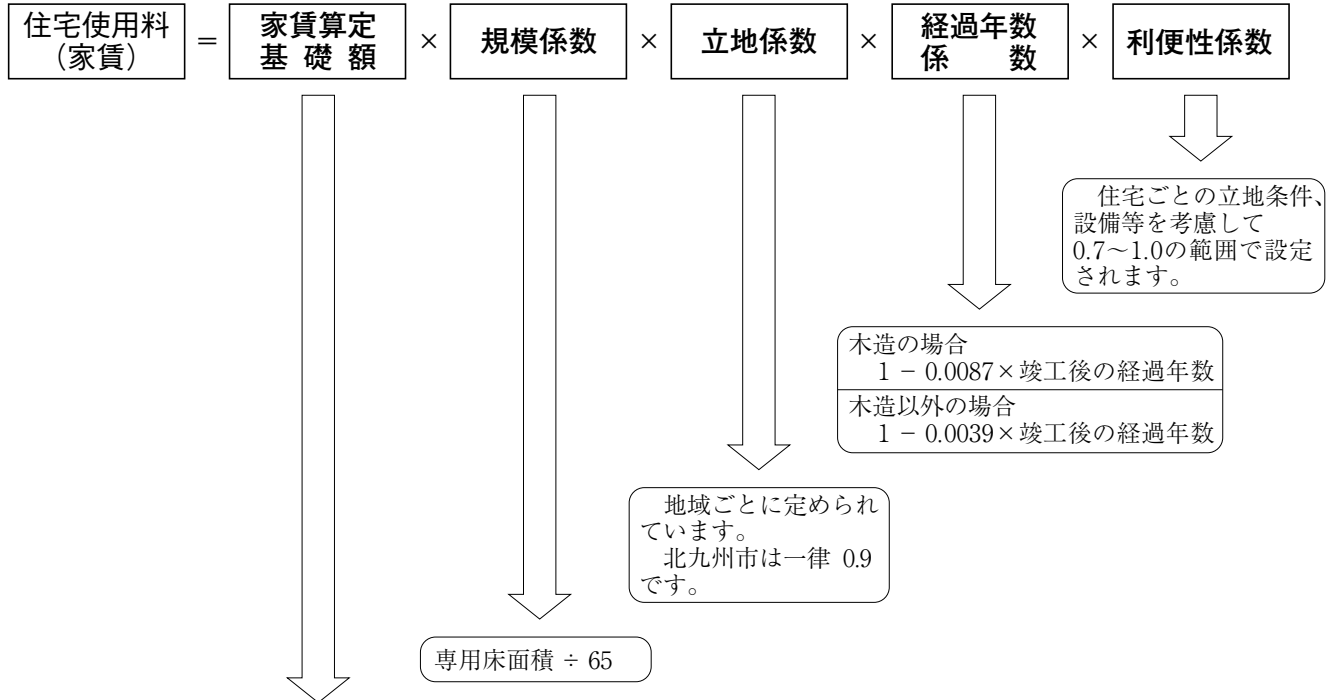 住宅使用料
（家賃）
＝
家賃算定
基 礎 額
×
規模係数
×
立地係数
×
経過年数
係　　数
×
利便性係数
住宅ごとの立地条件、
設備等を考慮して
0.7～1.0の範囲で設定
されます。
木造の場合
1－0.0087×竣工後の経過年数
木造以外の場合
1－0.0039×竣工後の経過年数
地域ごとに定められ
ています。
北九州市は一律 0.9
です。
専用床面積 ÷ 65